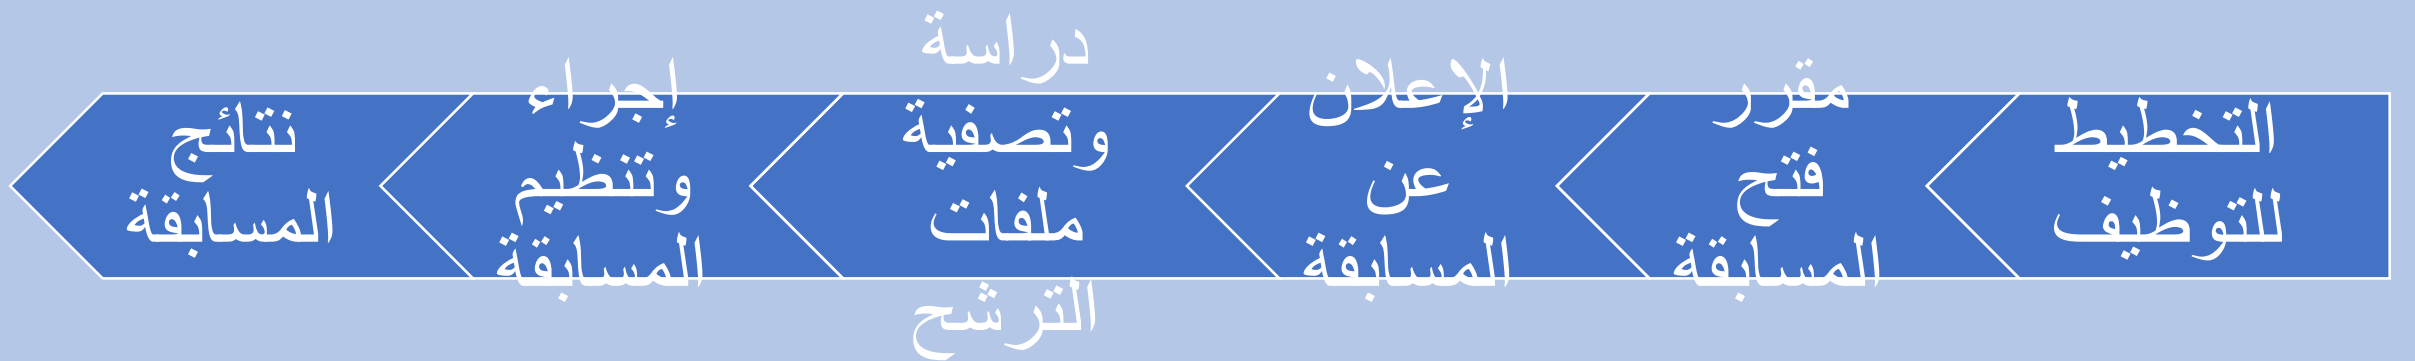 التخطيط
للتوظيف
مقرر
فتح
المسابقة
الإعلان
عن
المسابقة
دراسة
وتصفية
ملفات
الترشح
إجراء
وتنظيم
المسابقة
نتائج
المسابقة